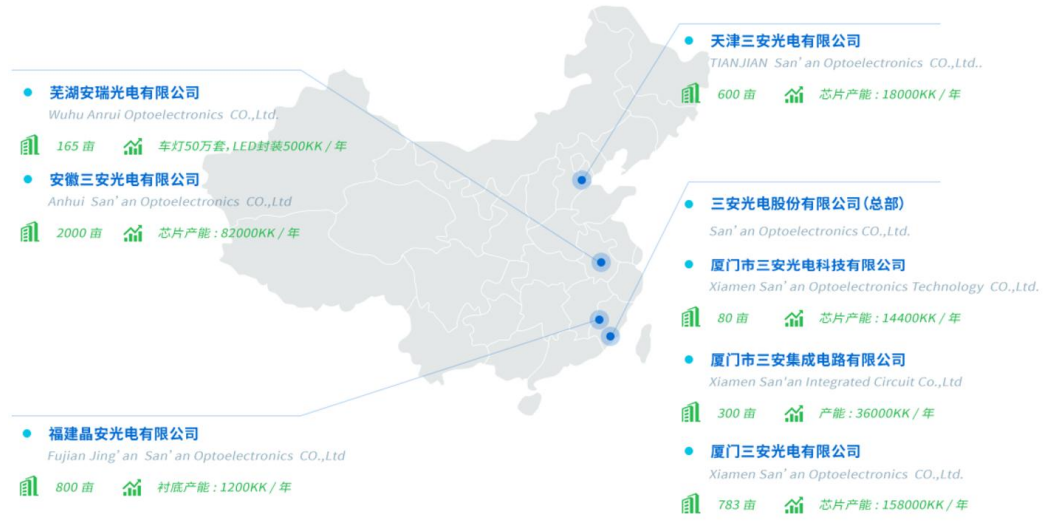 芜湖安瑞光电有限公司
Wuhu Anrui Optoelectronics CO.,Ltd.
165 亩 车灯50万套,LED封装500KK / 年
安徽三安光电有限公司
Anhui San'an Optoelectronics CO.,Ltd
2000 亩 芯片产能 : 82000KK / 年
福建晶安光电有限公司
Fujian Jing'an San'an Optoelectronics CO.,Ltd
800 亩 衬底产能 : 1200KK / 年
天津三安光电有限公司
TIANJIAN San'an Optoelectronics CO.,Ltd..
600 亩 芯片产能 : 18000KK / 年
三安光电股份有限公司(总部)
San'an Optoelectronics CO.,Ltd.
厦门市三安光电科技有限公司
Xiamen San'an Optoelectronics Technology CO.,Ltd.
80 亩 芯片产能 : 14400KK / 年
厦门市三安集成电路有限公司
Xiamen San'an Integrated Circuit Co.,Ltd
300 亩 产能 : 36000KK / 年
厦门三安光电有限公司
Xiamen San'an Optoelectronics CO.,Ltd.
783 亩 芯片产能 : 158000KK / 年